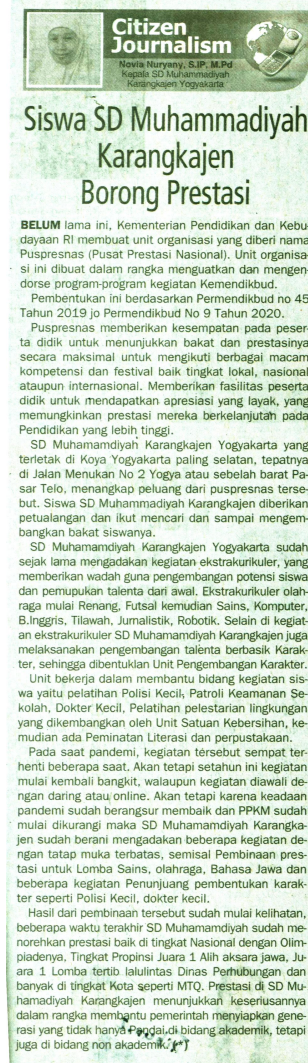 Citizen
Journalism
Novia Nuryany, S.IP, M.Pd
Kepala SD Muhammadiyah
Karangkajen Yogyakarta
Siswa SD Muhammadiyah
Karangkajen
Borong Prestasi
BELUM lama ini, Kementerian Pendidikan dan Kebu-
dayaan RI membuat unit organisasi yang diberi nama
Puspresnas (Pusat Prestasi Nasional). Unit organisa-
si ini dibuat dalam rangka menguatkan dan mengen-
dorse program-program kegiatan Kemendikbud.
Pembentukan ini berdasarkan Permendikbud no 45
Tahun 2019 jo Permendikbud No 9 Tahun 2020.
Puspresnas memberikan kesempatan pada peser-
ta didik untuk menunjukkan bakat dan prestasinya
secara maksimal untuk mengikuti berbagai macam
kompetensi dan festival baik tingkat lokal, nasional
ataupun internasional. Memberikan fasilitas peserta
didik untuk mendapatkan apresiasi yang layak, yang
memungkinkan prestasi mereka berkelanjutah pada
Pendidikan yang lebih tinggi.
SD Muhamamdiyah Karangkajen Yogyakarta yang
terletak di Koya Yogyakarta paling selatan, tepatnya
di Jalan Menukan No 2 Yogya atau sebelah barat Pa-
sar Telo, menangkap peluang dari puspresnas terse-
but. Siswa SD Muhammadiyah Karangkajen diberikan
petualangan dan ikut mencari dan sampai mengem-
bangkan bakat siswanya.
SD Muhamamdiyah Karangkajen Yogyakarta sudah
sejak lama mengadakan kegiatan ekstrakurikuler, yang
memberikan wadah guna pengembangan potensi siswa
dan pemupukan talenta dari awal. Ekstrakurikuler olah-
raga mulai Renang, Futsal kemudian Sains, Komputer,
B.Inggris, Tilawah, Jurnalistik, Robotik. Selain di kegiat-
an ekstrakurikuler SD Muhamamdiyah Karangkajen juga
melaksanakan pengembangan talenta berbasik Karak-
ter, sehingga dibentuklan Unit Pengembangan Karakter.
Unit bekerja dalam membantu bidang kegiatan sis-
wa yaitu pelatihan Polisi Kecil, Patroli Keamanan Se-
kolah, Dokter Kecil, Pelatihan pelestarian lingkungan
yang dikembangkan oleh Unit Satuan Kebersihan, ke-
mudian ada Peminatan Literasi dan perpustakaan.
Pada saat pandemi, kegiatan tersebut sempat ter-
henti beberapa saat. Akan tetapi setahun ini kegiatan
mulai kembali bangkit, walaupun kegiatan diawali de-
ngan daring atau online. Akan tetapi karena keadaan
pandemi sudah berangsur membaik dan PPKM sudah
mulai dikurangi maka SD Muhamamdiyah Karangka-
jen sudah berani mengadakan beberapa kegiatan de-
ngan tatap muka terbatas, semisal Pembinaan pres-
tasi untuk Lomba Sains, olahraga, Bahasa Jawa dan
beberapa kegiatan Penunjuang pembentukan karak-
ter seperti Polisi Kecil, dokter kecil.
Hasil dari pembinaan tersebut sudah mulai kelihatan,
beberapa waktu terakhir SD Muhamamdiyah sudah me-
norehkan prestasi baik di tingkat Nasional dengan Olim-
piadenya, Tingkat Propinsi Juara 1 Alih aksara jawa, Ju-
ara 1 Lomba tertib lalulintas Dinas Perhubungan dan
banyak di tingkat Kota seperti MTQ. Prestasi di SD Mu-
hamadiyah Karangkajen menunjukkan keseriusannya
dalam rangka membantu pemerintah menyiapkan gene-
rasi yang tidak hanya Pandai di bidang akademik, tetapi
juga di bidang non akademik.